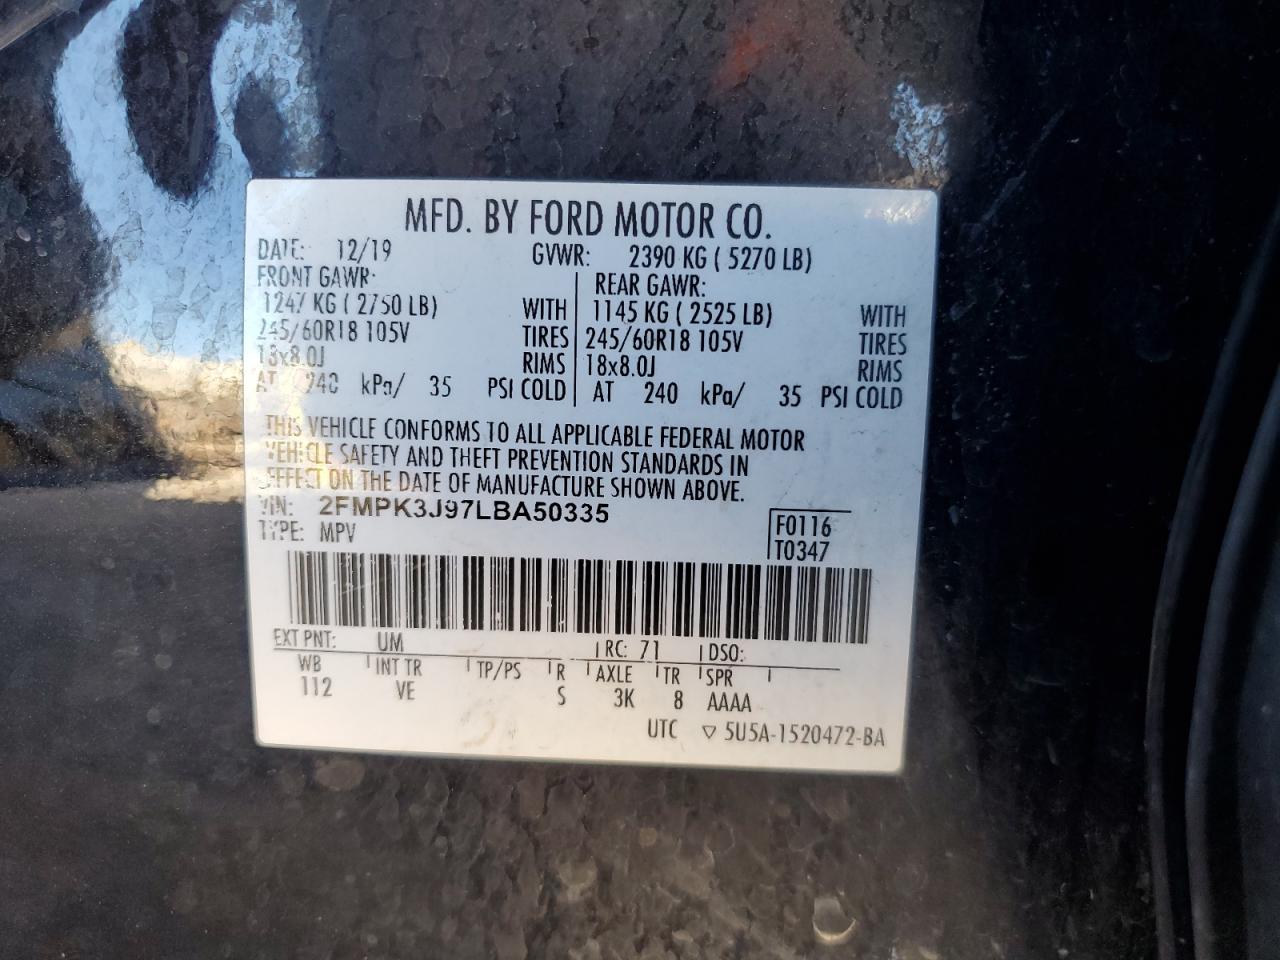 MFD. BY FORD MOTOR CO.
DATE: 12/19 GVWR: 2390 KG ( 5270 LB)
FRONT GAWR: REAR GAWR:
1247 KG ( 2750 LB) WITH 1145 KG ( 2525 LB) WITH
245/60R18 105V TIRES 245/60R18 105V TIRES
18x8.0J RIMS 18x8.0J RIMS
AT 240 kPa/ 35 PSI COLD AT 240 kPa/ 35 PSI COLD
THIS VEHICLE CONFORMS TO ALL APPLICABLE FEDERAL MOTOR
VEHICLE SAFETY AND THEFT PREVENTION STANDARDS IN
EFFECT ON THE DATE OF MANUFACTURE SHOWN ABOVE.
VIN: 2FMPK3J97LBA50335 F0116
TYPE: MPV T0347
EXT PNT: UM RC: 71 DSO:
WB INT TR TP/PS R AXLE TR SPR
112 VE S 3K 8 AAAA
UTC ▽ 5U5A-1520472-BA